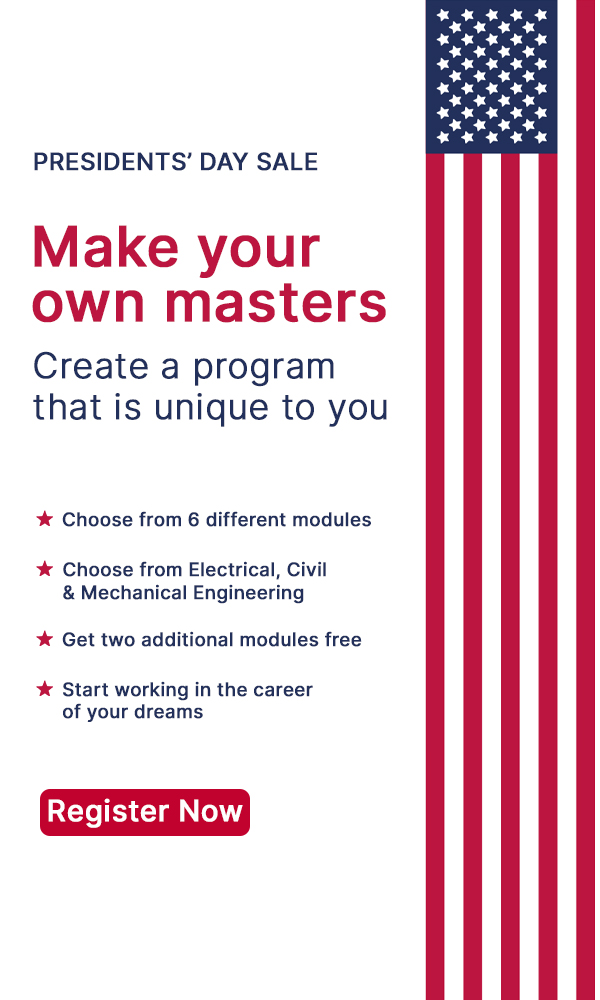 PRESIDENTS’ DAY SALE
Make your
own masters
Create a program
that is unique to you
Choose from 6 different modules
Choose from Electrical, Civil
& Mechanical Engineering
Get two additional modules free
Start working in the career
of your dreams
Register Now